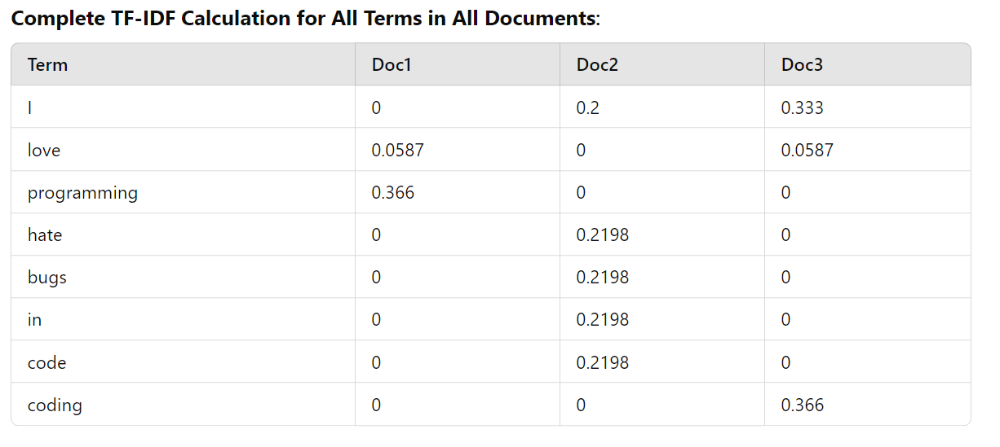 Complete TF-IDF Calculation for All Terms in All Documents:
Term Doc1 Doc2 Doc3
I 0 0.2 0.333
love 0.0587 0 0.0587
programming 0.366 0 0
hate 0 0.2198 0
bugs 0 0.2198 0
in 0 0.2198 0
code 0 0.2198 0
coding 0 0 0.366